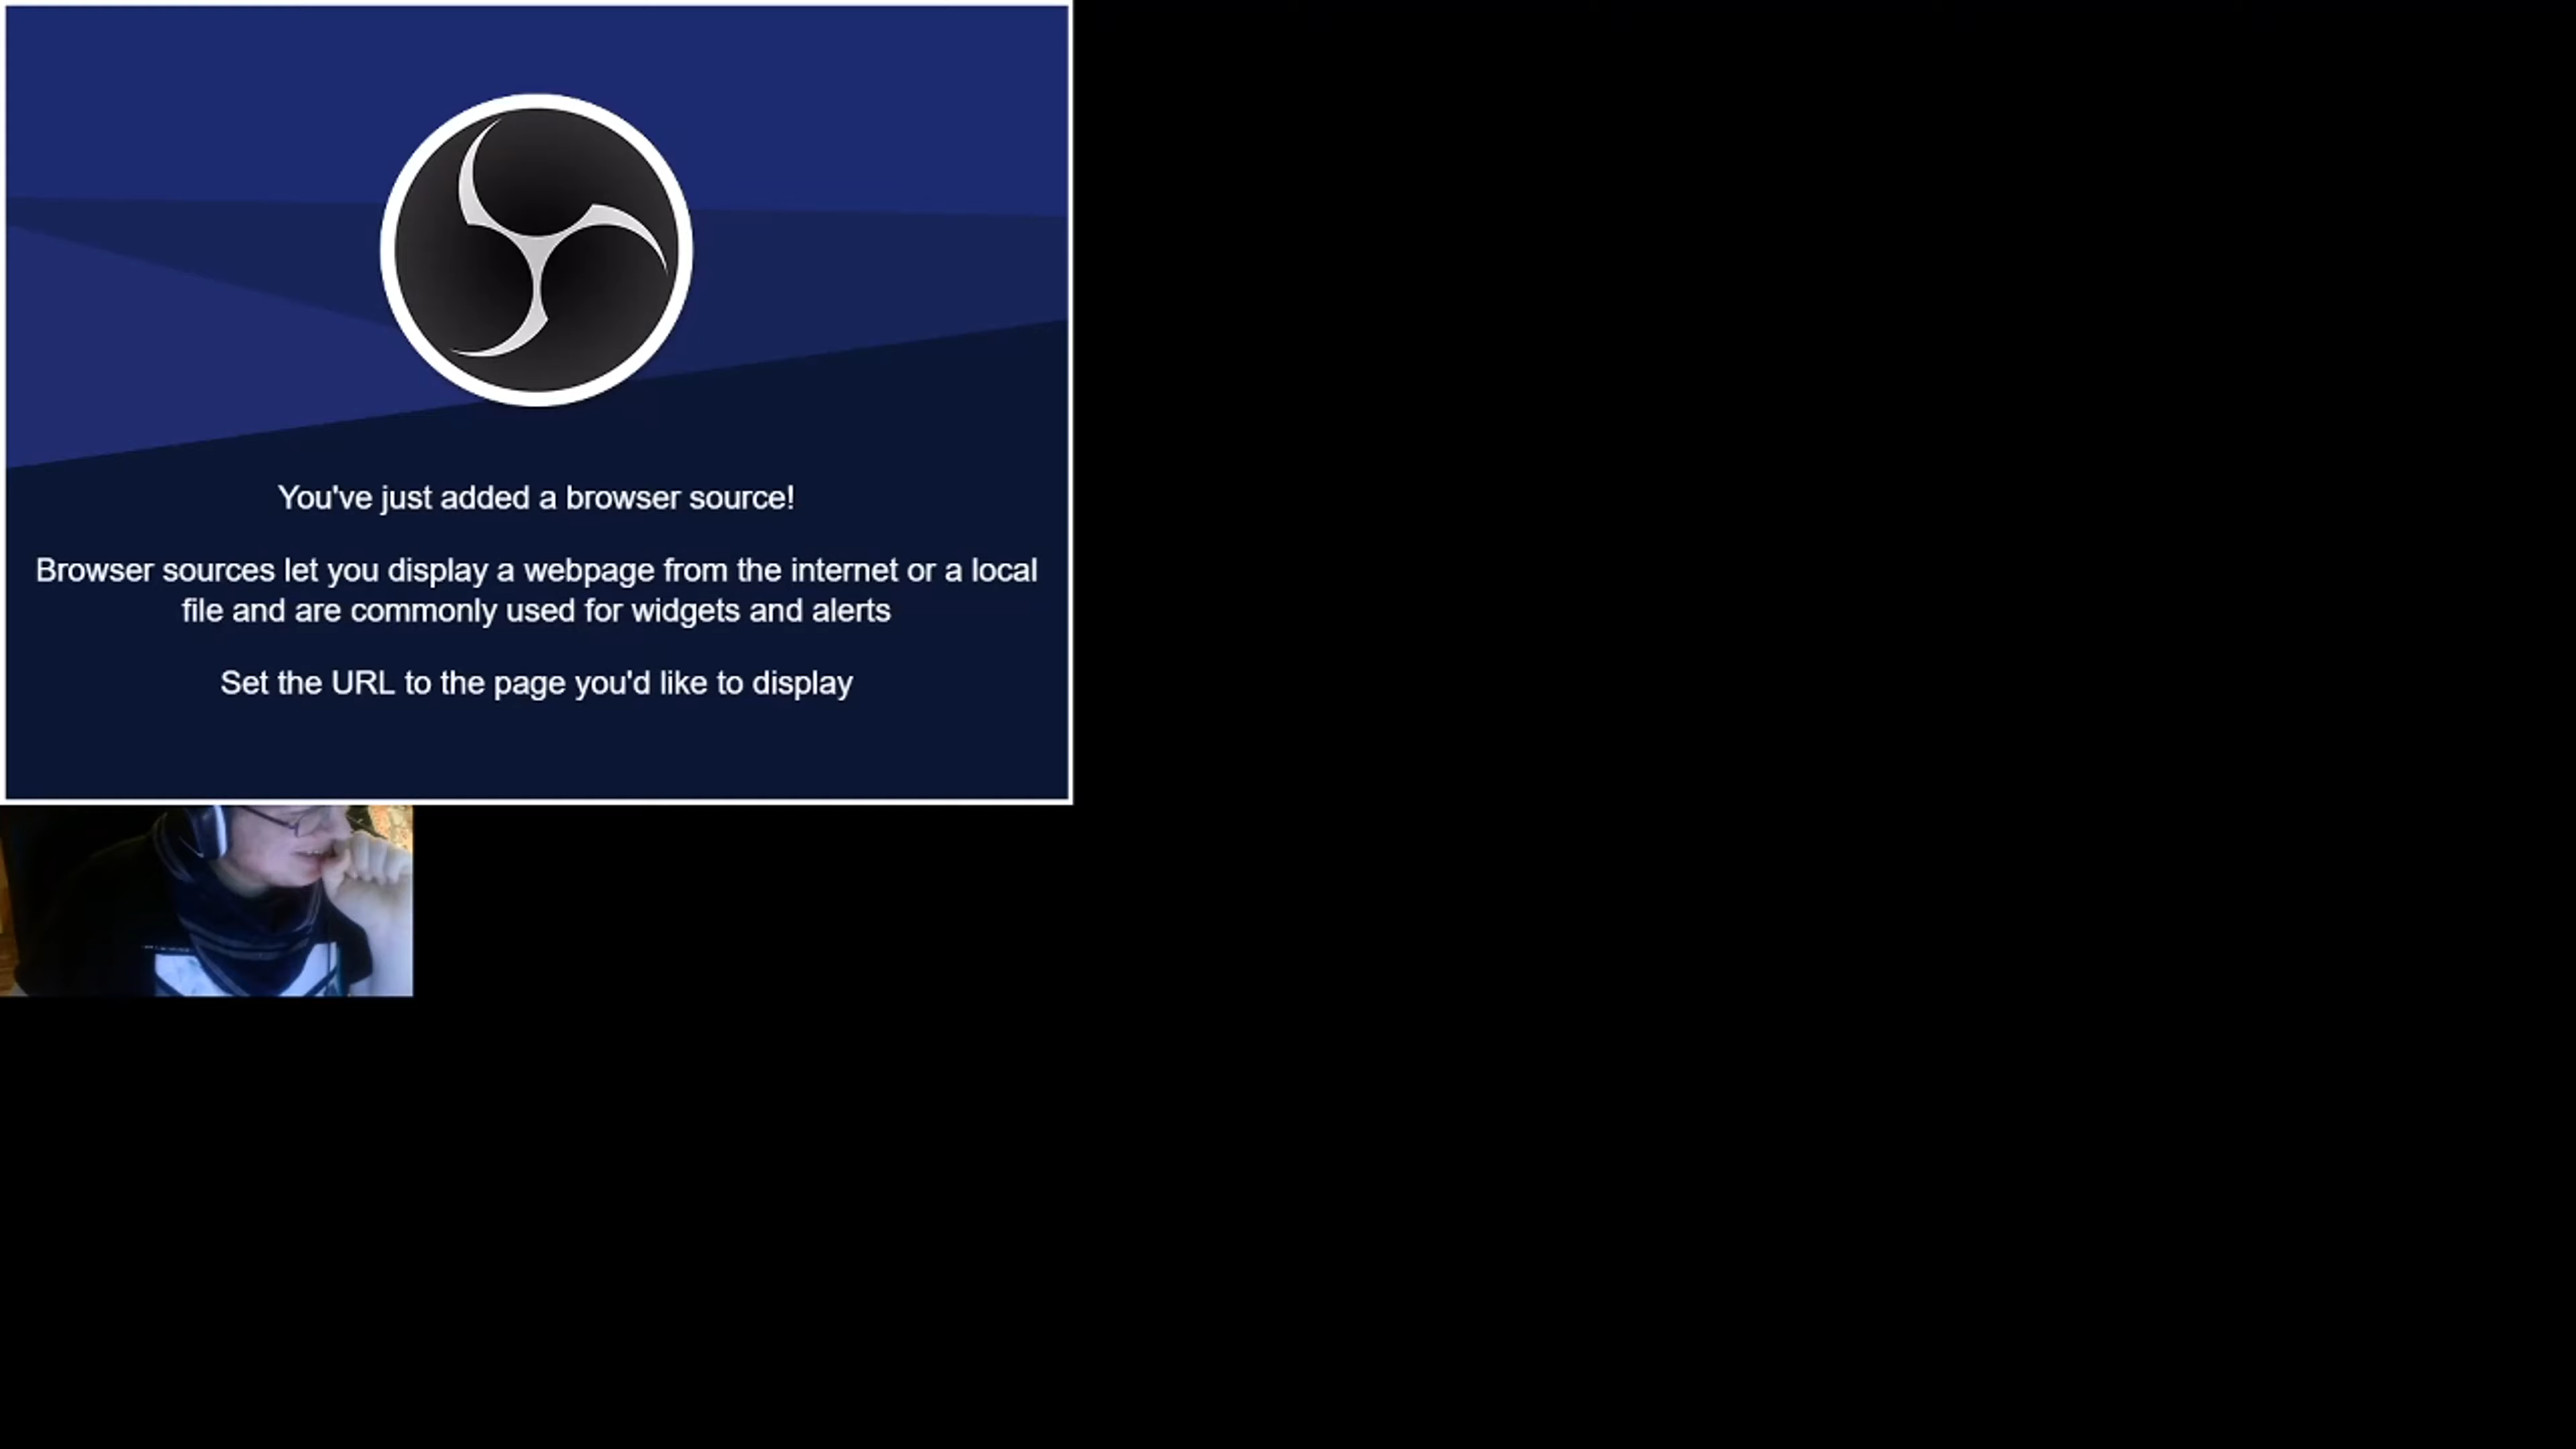 You've just added a browser source!
Browser sources let you display a webpage from the internet or a local
file and are commonly used for widgets and alerts
Set the URL to the page you'd like to display